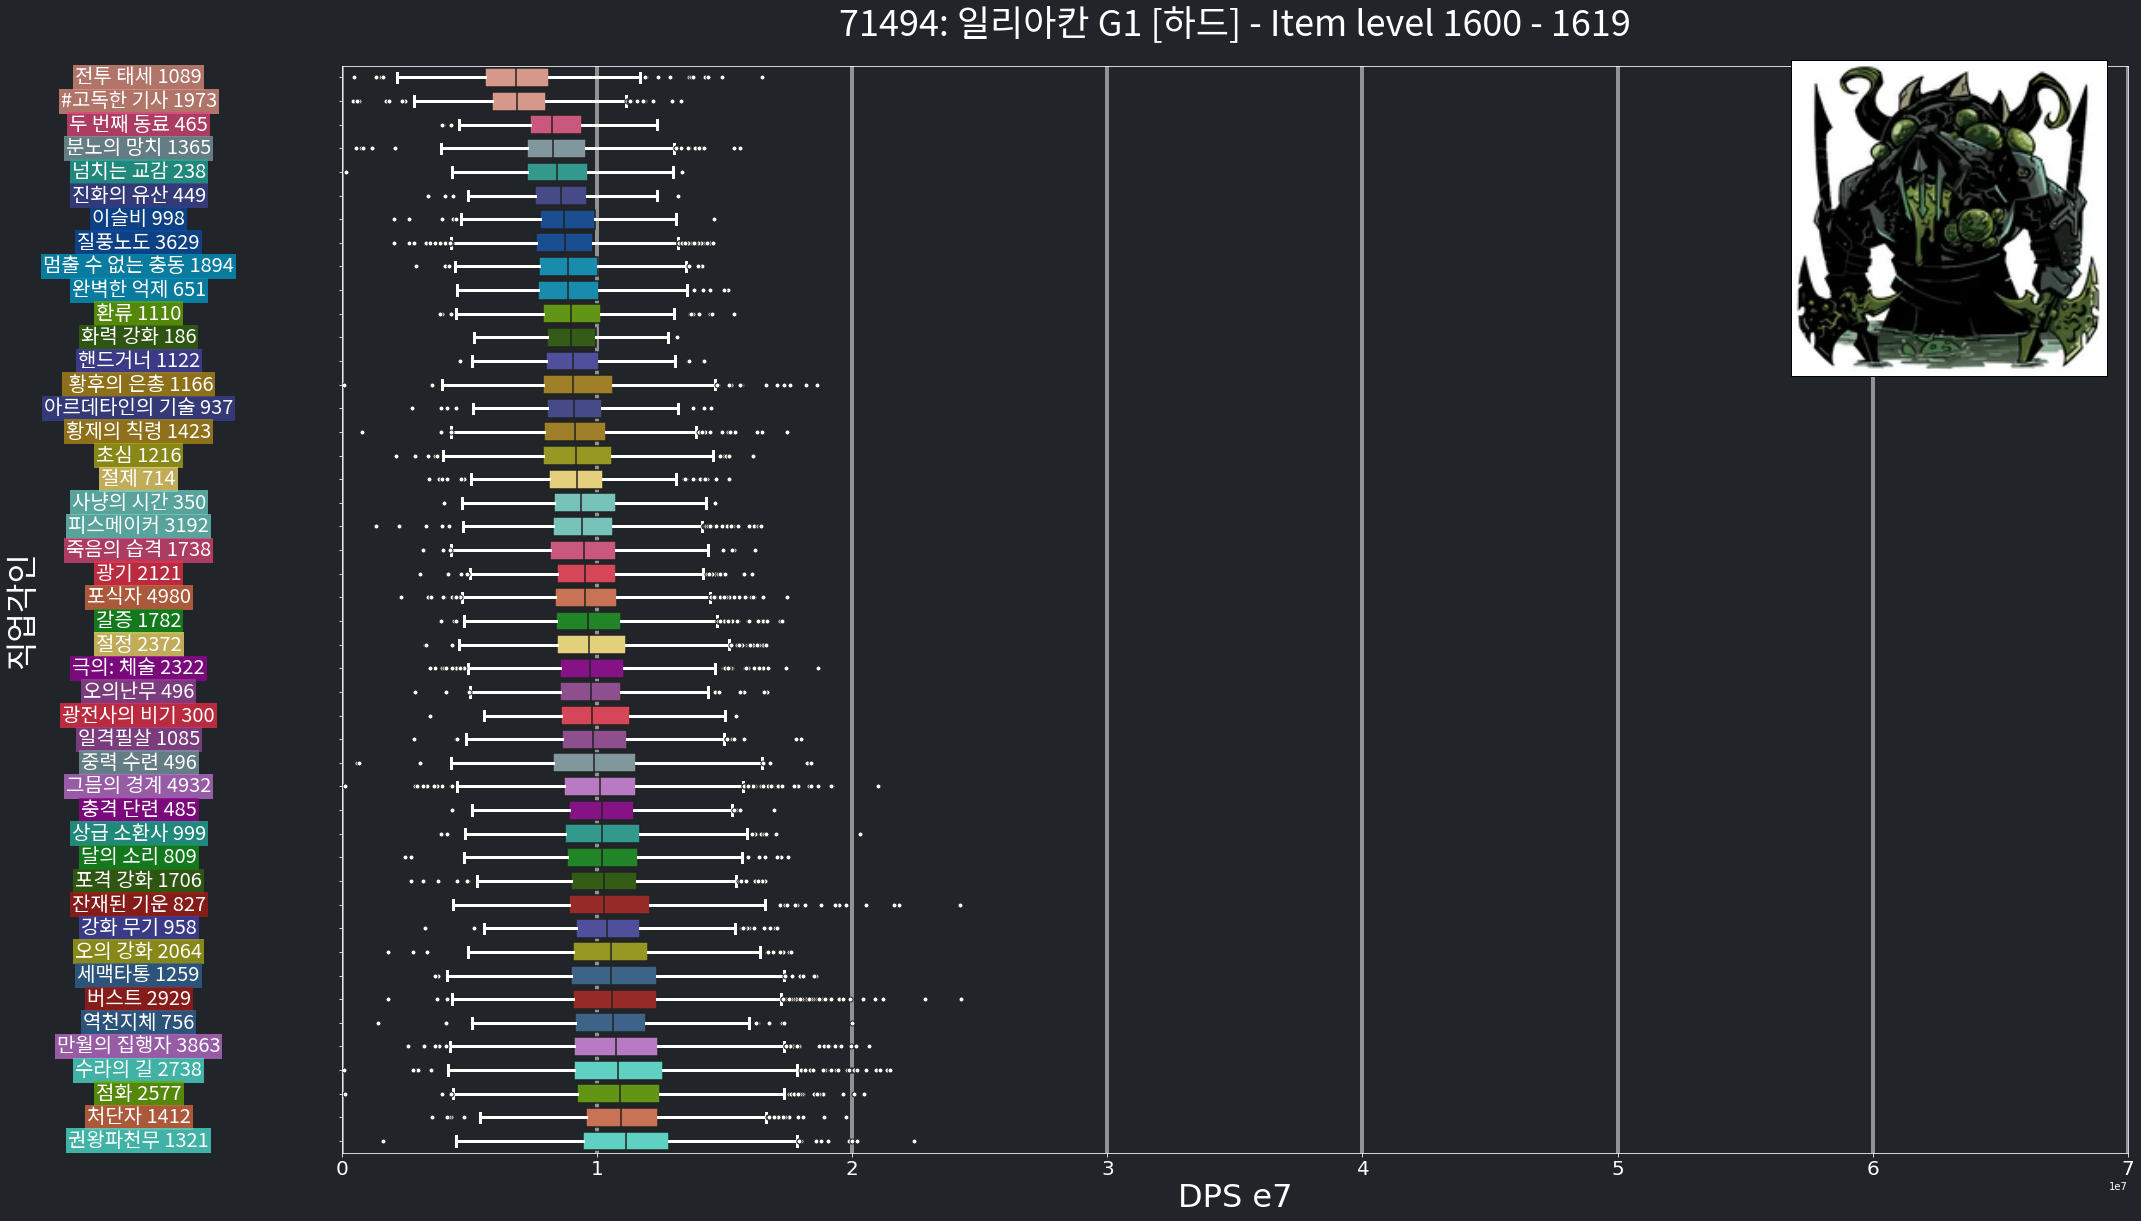 71494: 일리아칸 G1 [하드] - Item level 1600 - 1619
전투 태세 1089
#고독한 기사 1973
두 번째 동료 465
분노의 망치 1365
넘치는 교감 238
진화의 유산 449
이슬비 998
질풍노도 3629
멈출 수 없는 충동 1894
완벽한 억제 651
환류 1110
화력 강화 186
핸드거너 1122
황후의 은총 1166
아르데타인의 기술 937
황제의 칙령 1423
초심 1216
절제 714
사냥의 시간 350
피스메이커 3192
죽음의 습격 1738
광기 2121
포식자 4980
갈증 1782
절정 2372
극의: 체술 2322
오의난무 496
광전사의 비기 300
일격필살 1085
중력 수련 496
그믐의 경계 4932
충격 단련 485
상급 소환사 999
달의 소리 809
포격 강화 1706
잔재된 기운 827
강화 무기 958
오의 강화 2064
세맥타통 1259
버스트 2929
역천지체 756
만월의 집행자 3863
수라의 길 2738
점화 2577
처단자 1412
권왕파천무 1321
직업각인
0 1 2 3 4 5 6 7
1e7
DPS e7